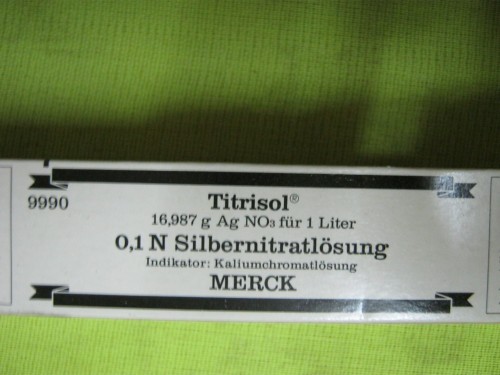 9990
Titrisol®
16,987 g Ag NO₃ für 1 Liter
0,1 N Silbernitratlösung
Indikator: Kaliumchromatlösung
MERCK